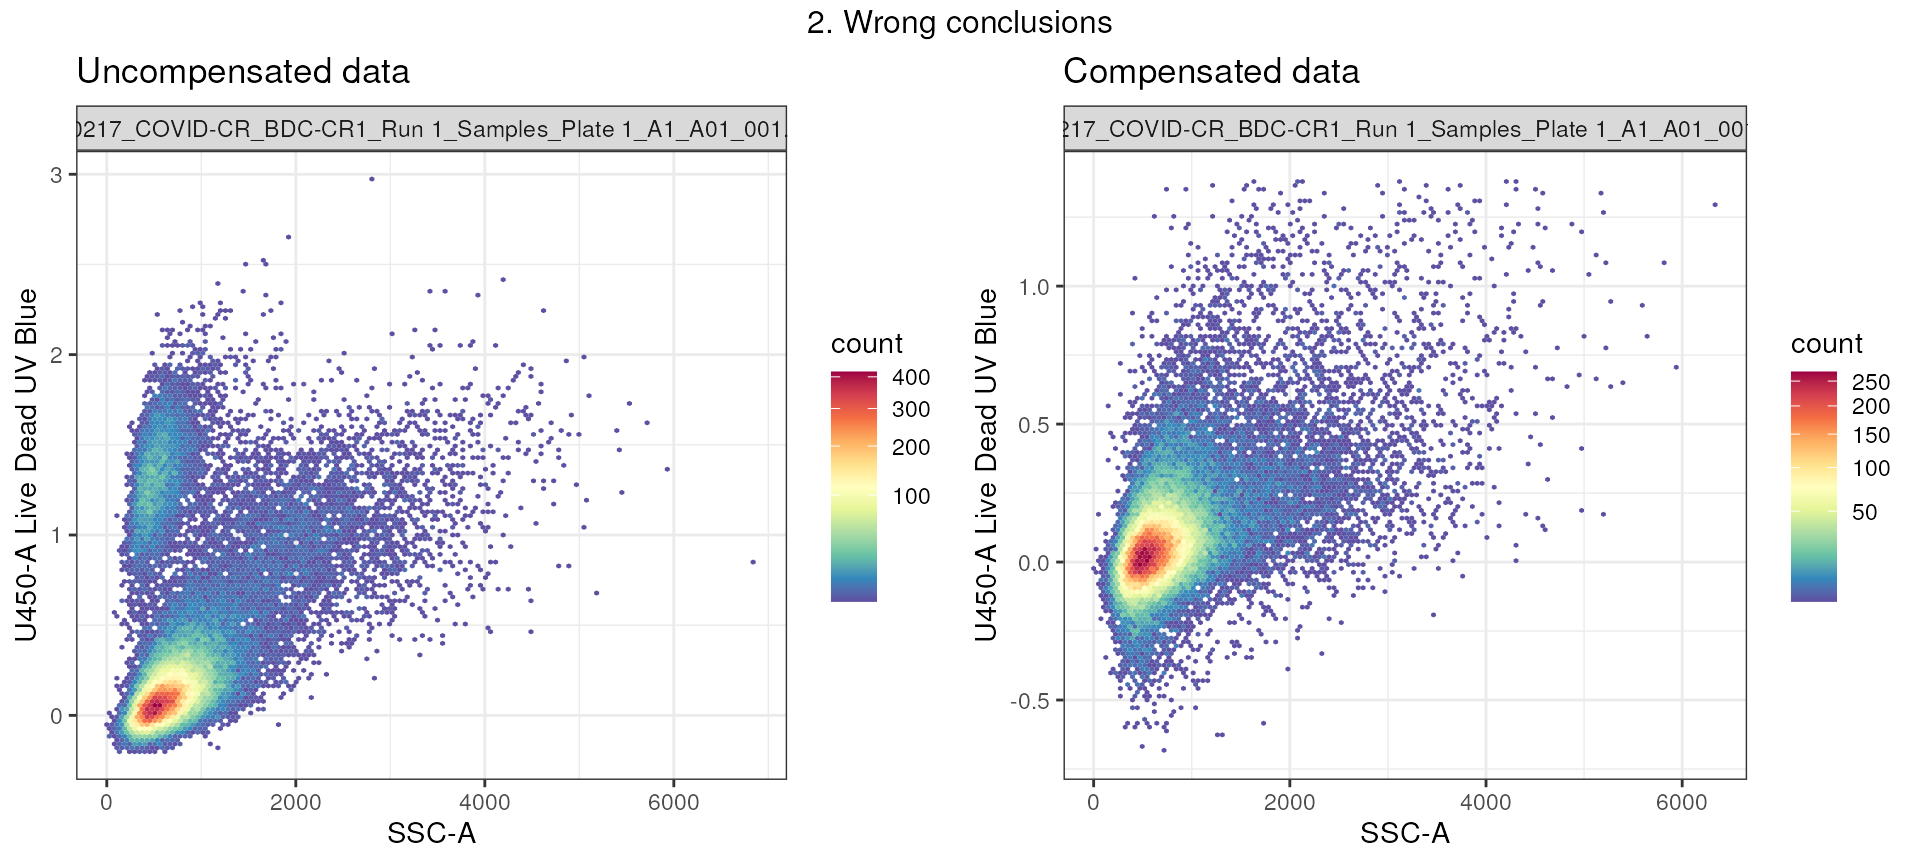 2. Wrong conclusions
Uncompensated data
0217_COVID-CR_BDC-CR1_Run 1_Samples_Plate 1_A1_A01_001.
3
2
1
0
0
2000
4000
6000
SSC-A
U450-A Live Dead UV Blue
count
400
300
200
100
Compensated data
217_COVID-CR_BDC-CR1_Run 1_Samples_Plate 1_A1_A01_001
1.0
0.5
0.0
-0.5
0
2000
4000
6000
SSC-A
U450-A Live Dead UV Blue
count
250
200
150
100
50